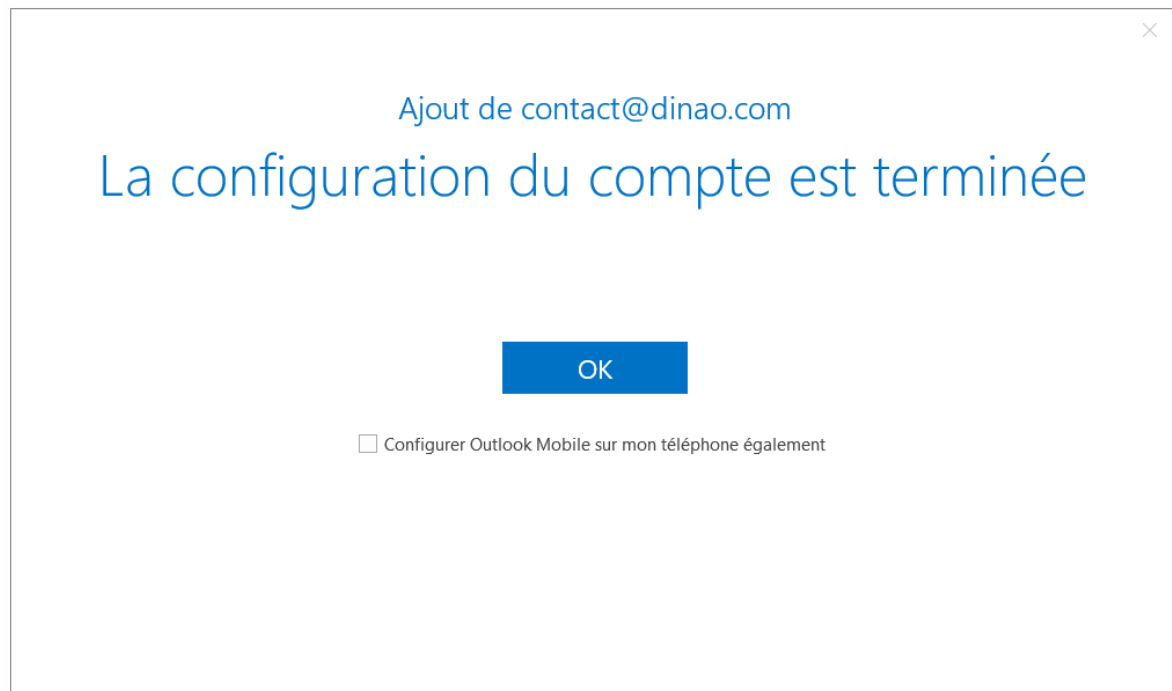 Ajout de contact@dinao.com
La configuration du compte est terminée
OK
Configurer Outlook Mobile sur mon téléphone également